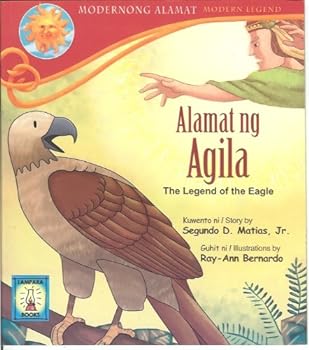 MODERNONG ALAMAT MODERN LEGEND
Alamat ng
Agila
The Legend of the Eagle
Kuwento ni / Story by
Segundo D. Matias, Jr.
Guhit ni / Illustrations by
Ray-Ann Bernardo
LAMPARA
BOOKS